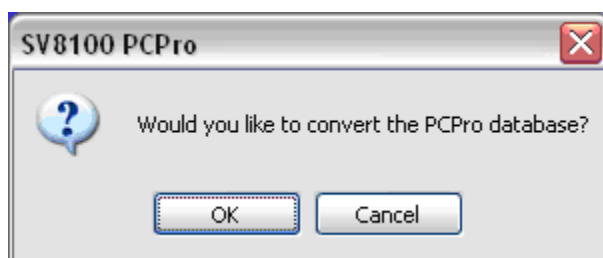 SV8100 PCPro
Would you like to convert the PCPro database?
OK
Cancel